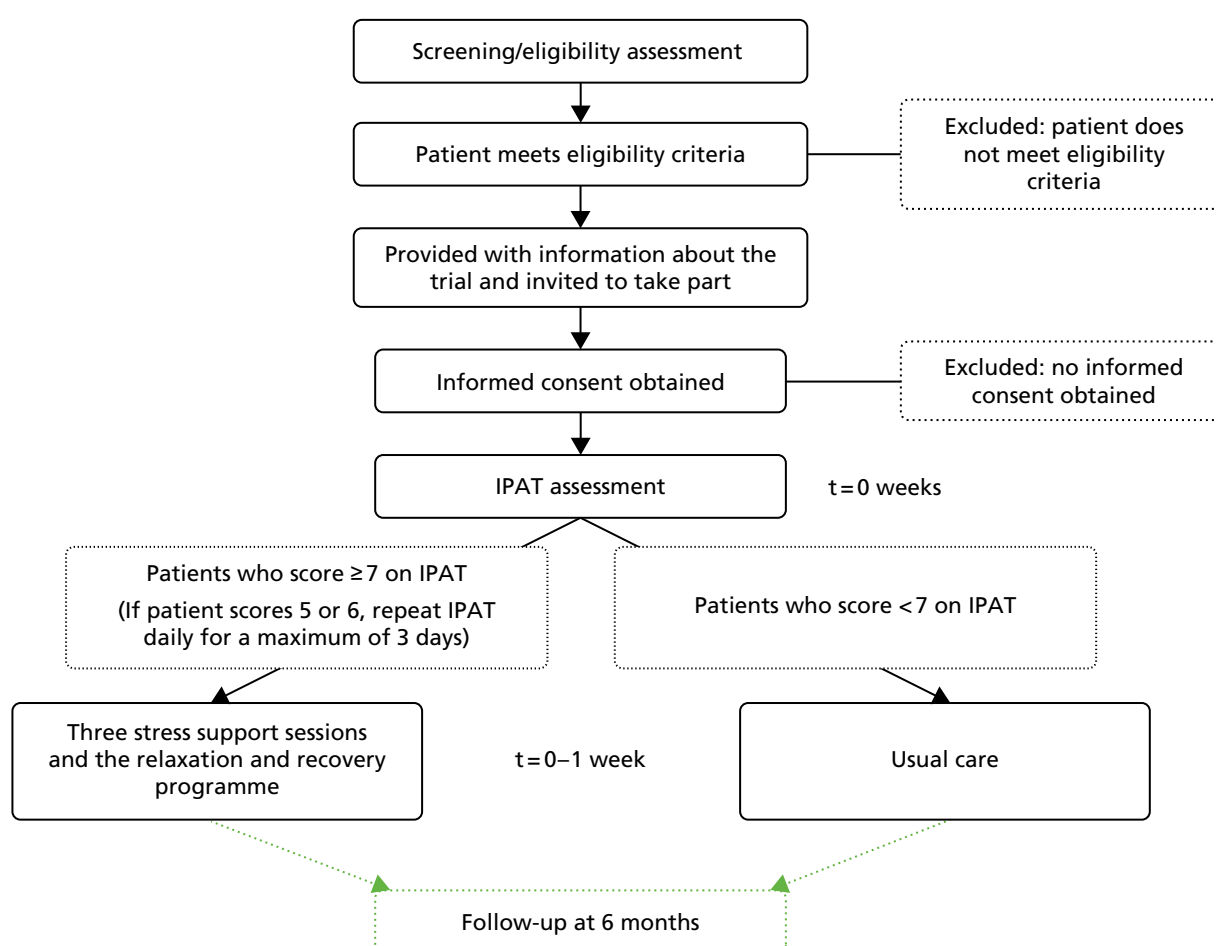 Screening/eligibility assessment
Patient meets eligibility criteria
Excluded: patient does
not meet eligibility
criteria
Provided with information about the
trial and invited to take part
Informed consent obtained
Excluded: no informed
consent obtained
IPAT assessment
t=0 weeks
Patients who score ≥7 on IPAT
(If patient scores 5 or 6, repeat IPAT
daily for a maximum of 3 days)
Patients who score <7 on IPAT
Three stress support sessions
and the relaxation and recovery
programme
t=0–1 week
Usual care
Follow-up at 6 months